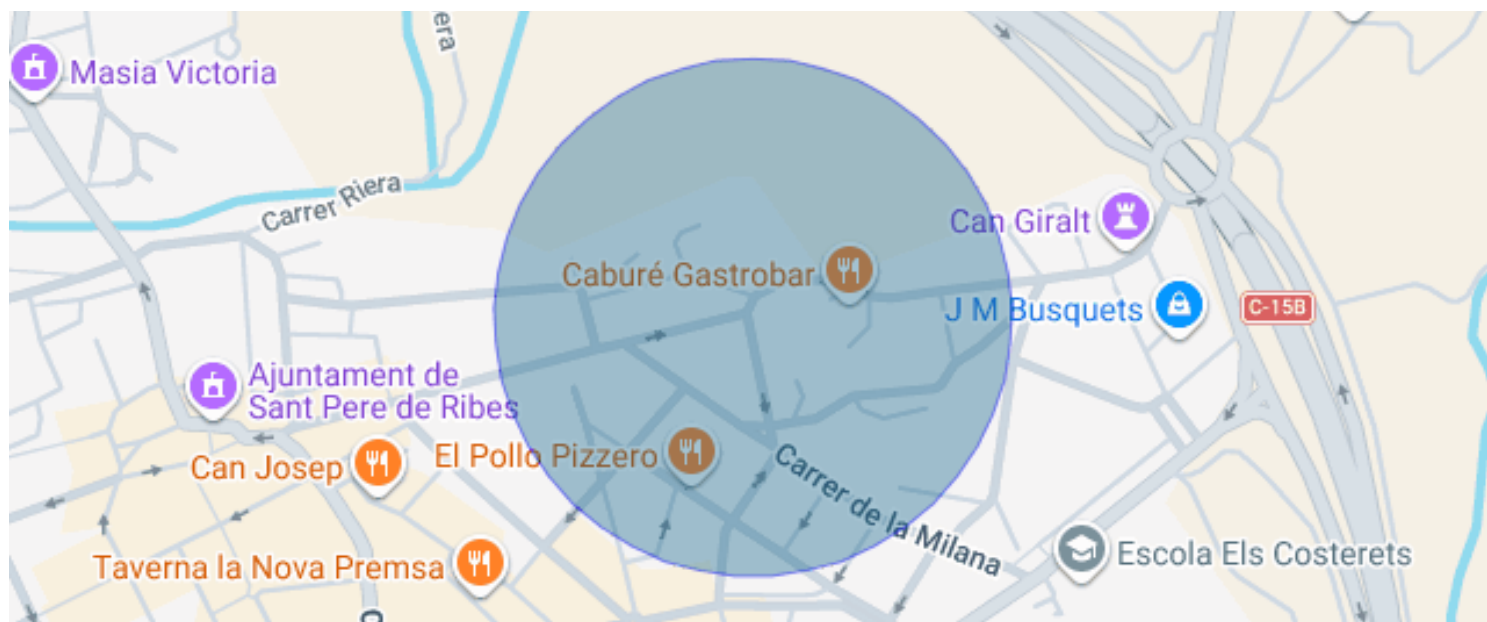 era
Masia Victoria
Carrer Riera
Can Giralt
Caburé Gastrobar
J M Busquets
C-15B
Ajuntament de
Sant Pere de Ribes
Can Josep
El Pollo Pizzero
Carrer de la Milana
Taverna la Nova Premsa
Escola Els Costerets